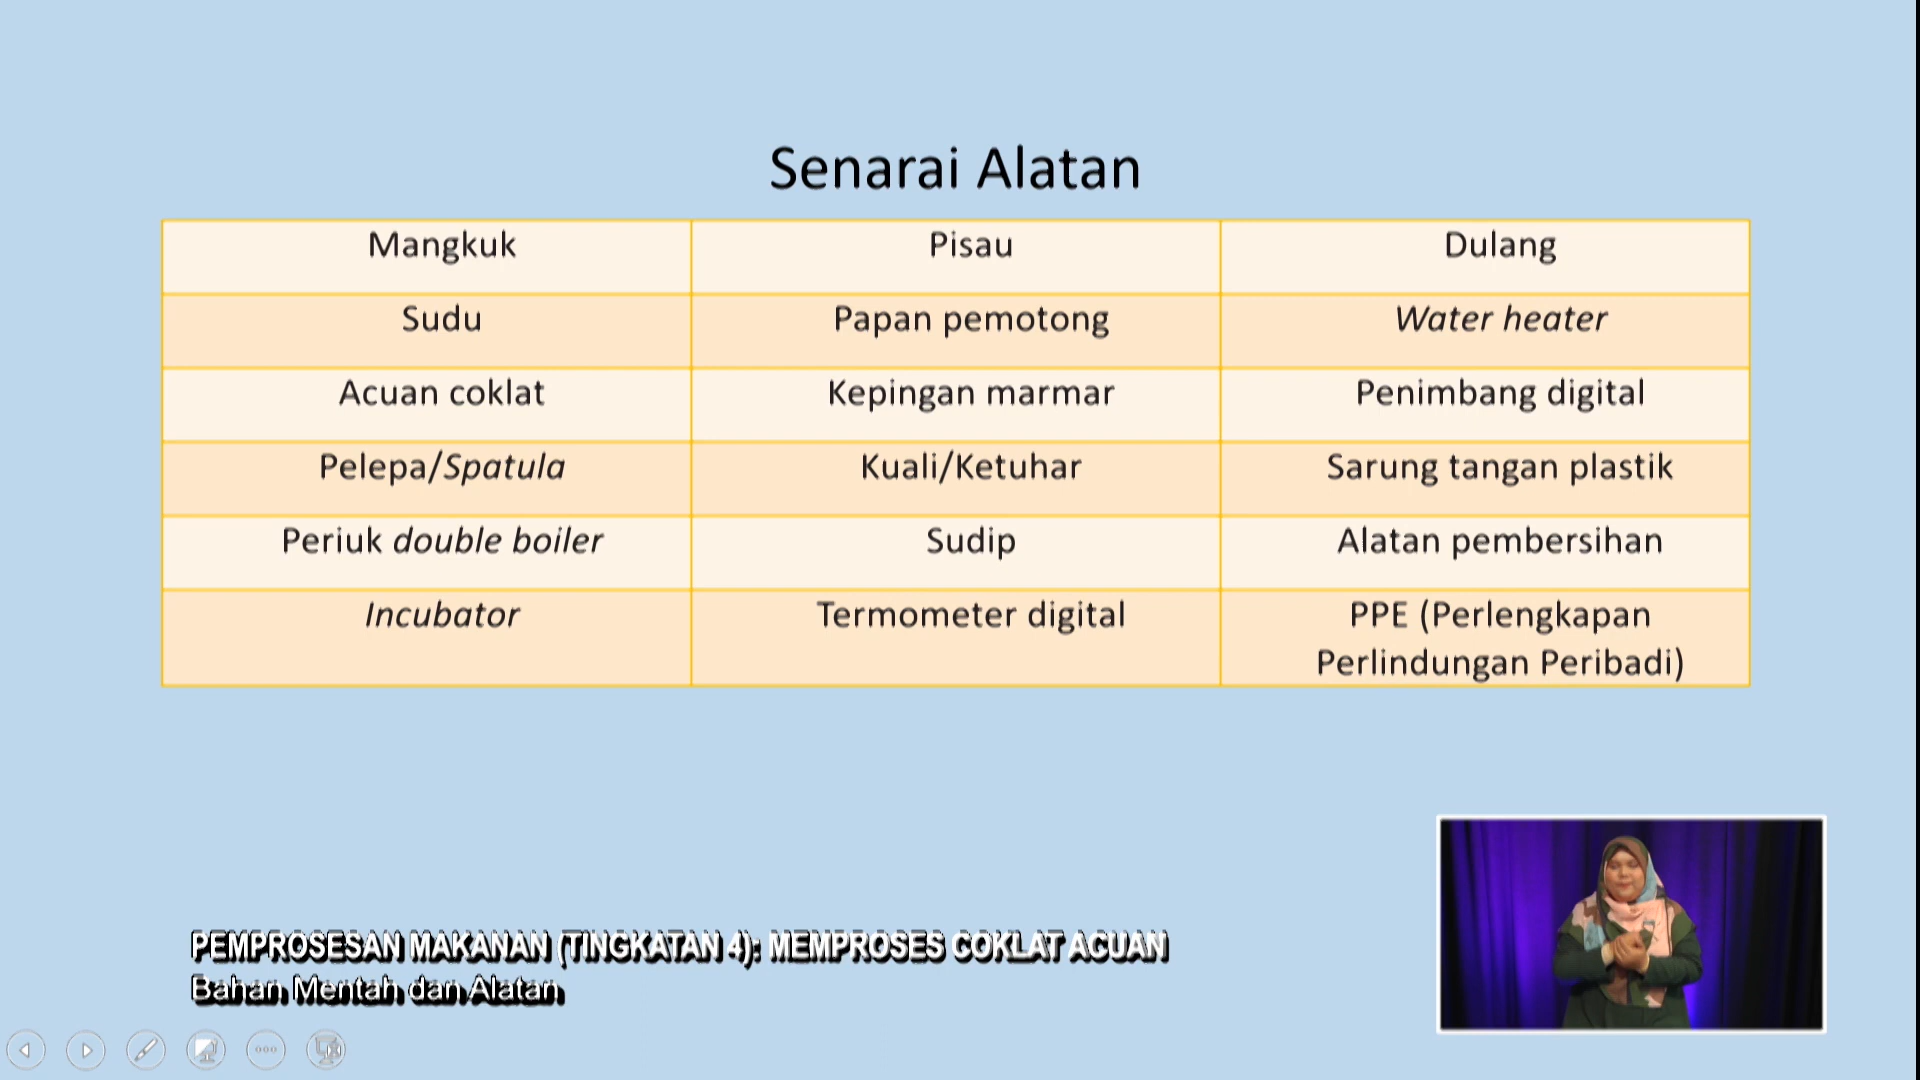 Senarai Alatan
Mangkuk Pisau Dulang
Sudu Papan pemotong Water heater
Acuan coklat Kepingan marmar Penimbang digital
Pelepa/Spatula Kuali/Ketuhar Sarung tangan plastik
Periuk double boiler Sudip Alatan pembersihan
Incubator Termometer digital PPE (Perlengkapan
Perlindungan Peribadi)
PEMPROSESAN MAKANAN (TINGKATAN 4): MEMPROSES COKLAT ACUAN
Bahan Mentah dan Alatan